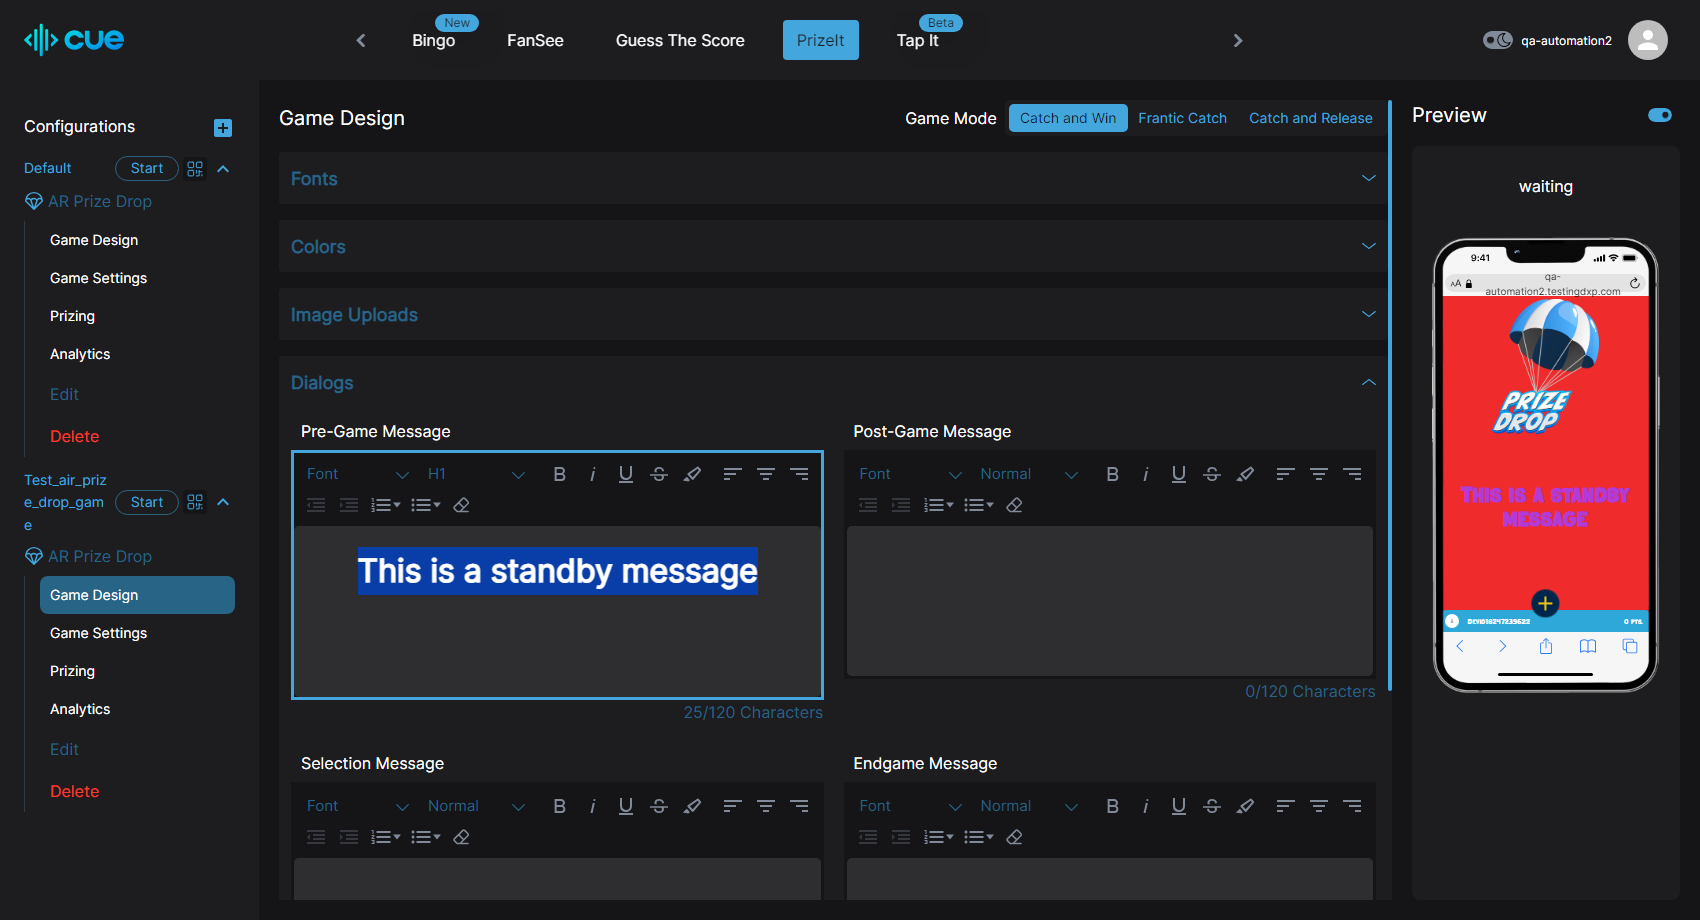 cue
New
Bingo
FanSee
Guess The Score
PrizeIt
Beta
Tap It
qa-automation2
Configurations
Default
Start
AR Prize Drop
Game Design
Game Settings
Prizing
Analytics
Edit
Delete
Test_air_priz
e_drop_gam
e
Start
AR Prize Drop
Game Design
Game Settings
Prizing
Analytics
Edit
Delete
Game Design
Game Mode
Catch and Win
Frantic Catch
Catch and Release
Fonts
Colors
Image Uploads
Dialogs
Pre-Game Message
Font
H1
This is a standby message
25/120 Characters
Post-Game Message
Font
Normal
0/120 Characters
Selection Message
Font
Normal
Endgame Message
Font
Normal
Preview
waiting
9:41
AA
qa-
automation2.testingdxp.com
PRIZE
DROP
THIS IS A STANDBY
MESSAGE
0 PTS.